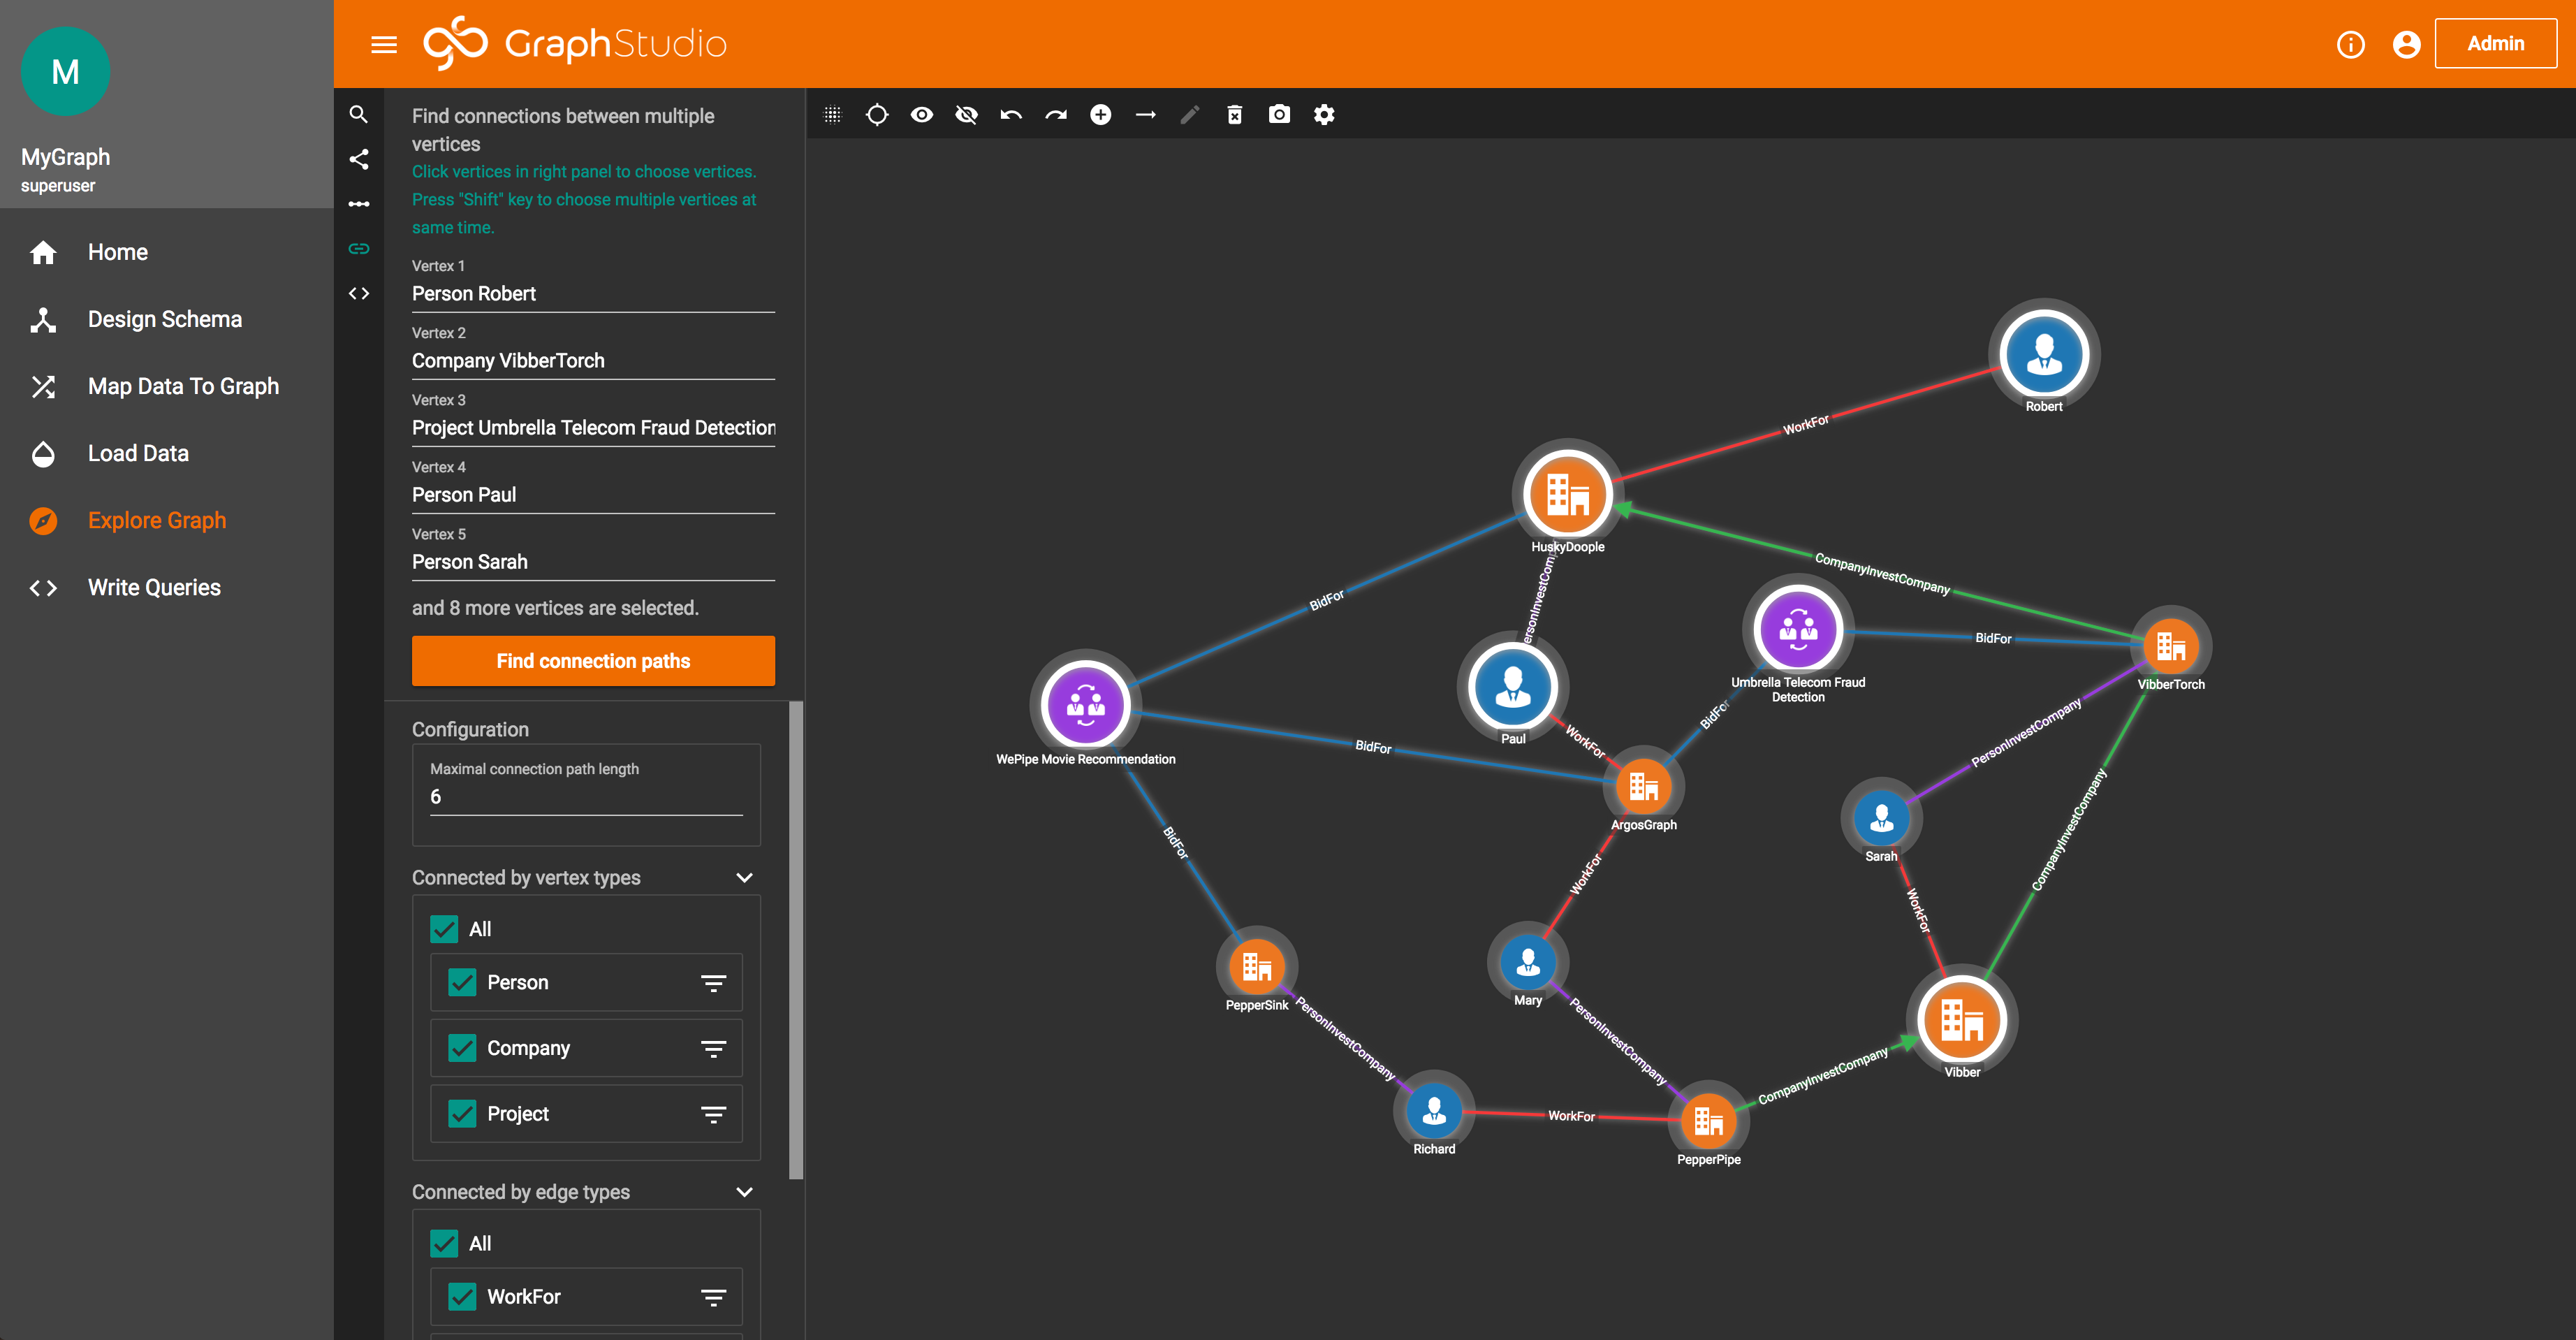 M
MyGraph
superuser
Home
Design Schema
Map Data To Graph
Load Data
Explore Graph
Write Queries
GraphStudio
Admin
Find connections between multiple
vertices
Click vertices in right panel to choose vertices.
Press "Shift" key to choose multiple vertices at
same time.
Vertex 1
Person Robert
Vertex 2
Company VibberTorch
Vertex 3
Project Umbrella Telecom Fraud Detection
Vertex 4
Person Paul
Vertex 5
Person Sarah
and 8 more vertices are selected.
Find connection paths
Configuration
Maximal connection path length
6
Connected by vertex types
All
Person
Company
Project
Connected by edge types
All
WorkFor
Robert
WorkFor
HuskyDoople
CompanyInvestCompany
ersonInvestCom
BidFor
BidFor
Umbrella Telecom Fraud
Detection
VibberTorch
Paul
WorkFor
BidFor
PersonInvestCompany
WePipe Movie Recommendation
BidFor
ArgosGraph
Sarah
CompanyInvestCompany
BidFor
WorkFor
WorkFor
PepperSink
Mary
PersonInvestCompany
PersonInvestCompany
Vibber
CompanyInvestCompany
Richard
WorkFor
PepperPipe